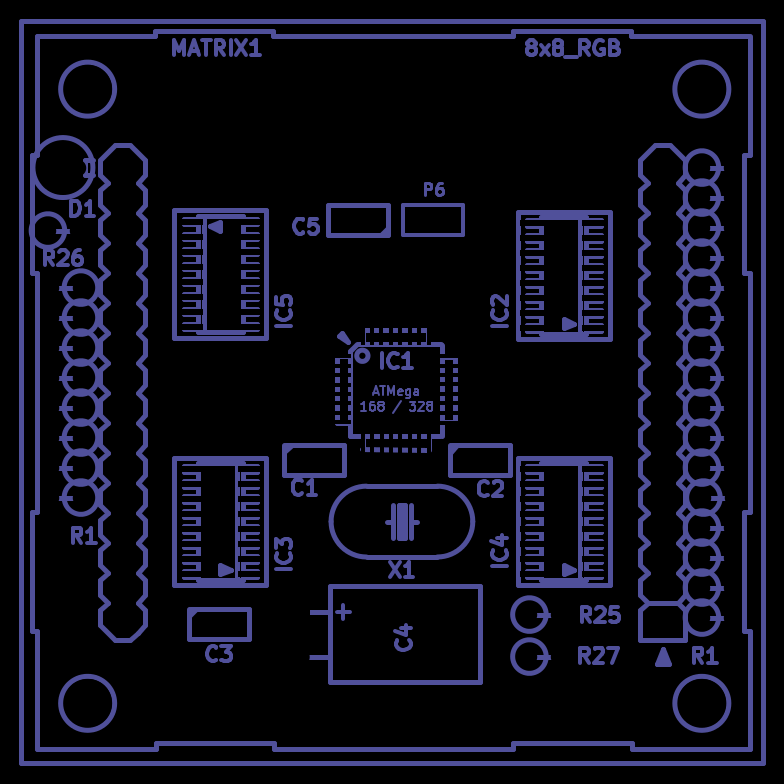 MATRIX1
8x8_RGB
P6
D1
C5
R26
IC5
IC2
IC1
ATMega
168 / 328
C1
C2
R1
IC3
IC4
X1
+
C4
R25
C3
R27
R1